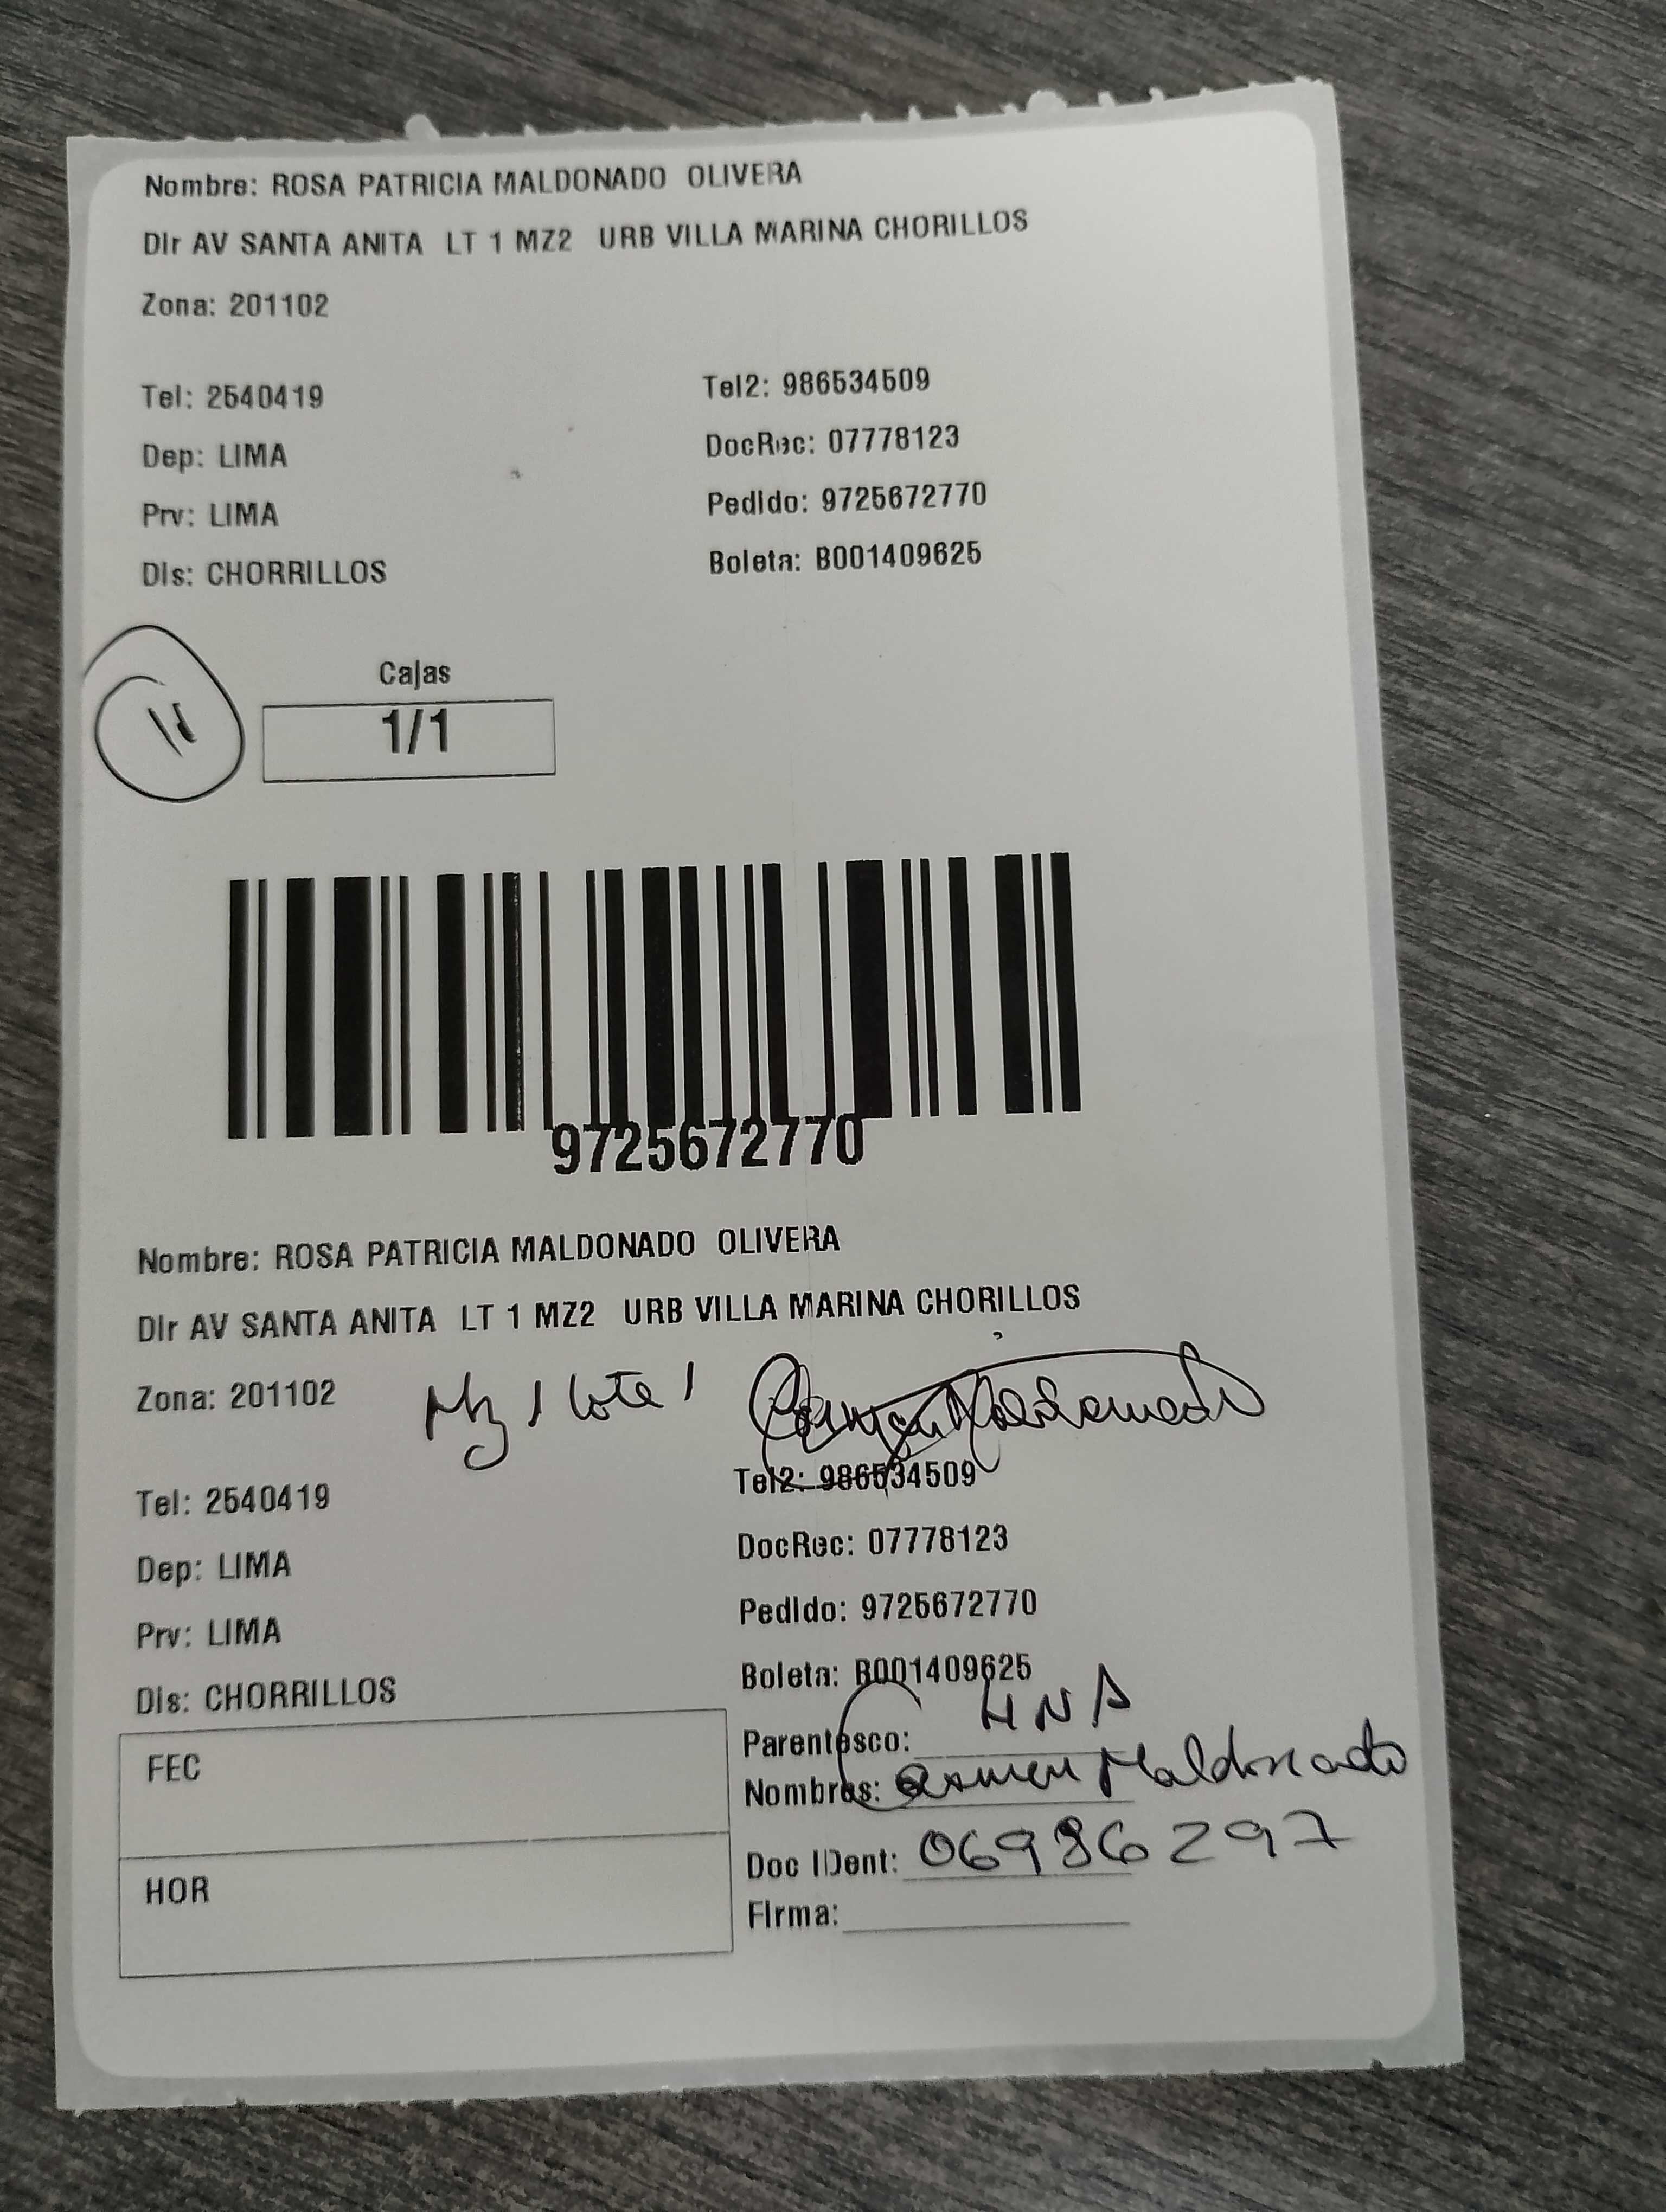 Nombre: ROSA PATRICIA MALDONADO OLIVERA
Dir AV SANTA ANITA LT 1 MZ2 URB VILLA MARINA CHORILLOS
Zona: 201102
Tel: 2540419 Tel2: 986534509
Dep: LIMA DocRec: 07778123
Prv: LIMA Pedido: 9725672770
Dis: CHORRILLOS Boleta: B001409625
Cajas
1/1
9725672770
Nombre: ROSA PATRICIA MALDONADO OLIVERA
Dir AV SANTA ANITA LT 1 MZ2 URB VILLA MARINA CHORILLOS
Zona: 201102 Mz 1 lote 1 Carmen Maldonado
Tel: 2540419 Tel2: 986534509
Dep: LIMA DocRec: 07778123
Prv: LIMA Pedido: 9725672770
Dis: CHORRILLOS Boleta: B001409625
FEC Parentesco: HNA
Nombres: Carmen Maldonado
HOR Doc IDent: 06986297
Firma: